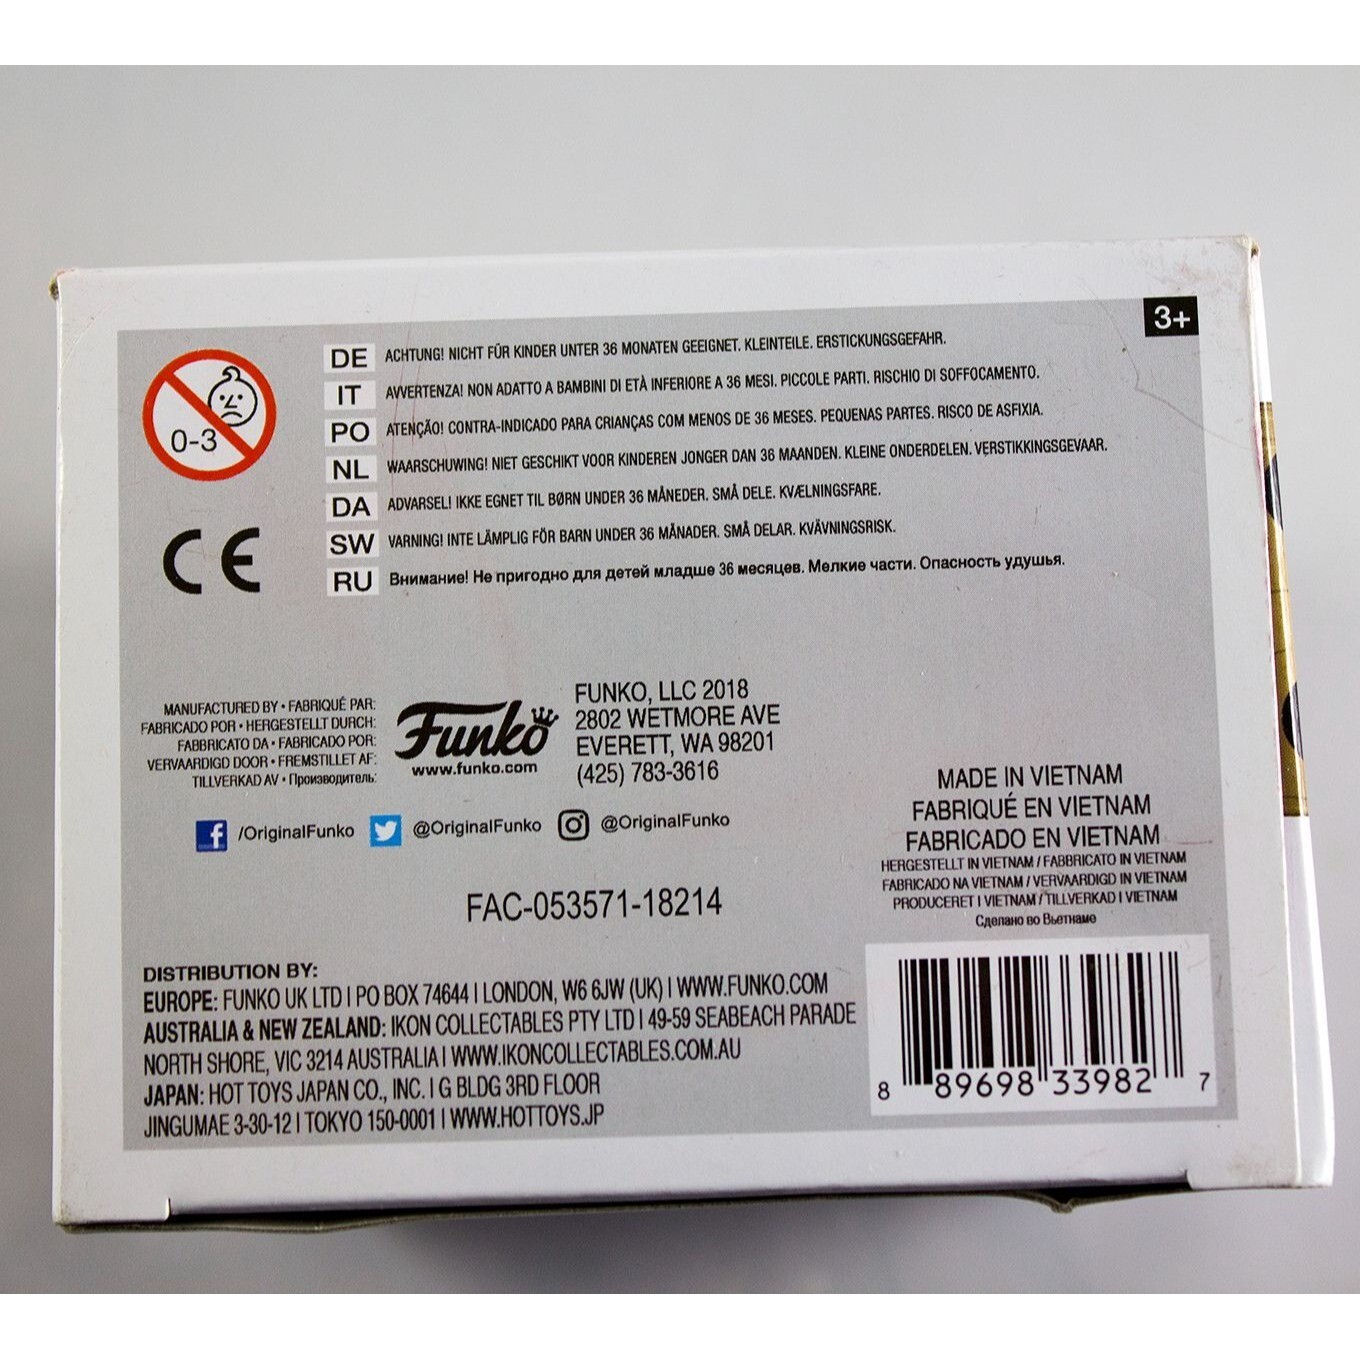 3+
0-3
DE ACHTUNG! NICHT FÜR KINDER UNTER 36 MONATEN GEEIGNET. KLEINTEILE. ERSTICKUNGSGEFAHR.
IT AVVERTENZA! NON ADATTO A BAMBINI DI ETÀ INFERIORE A 36 MESI. PICCOLE PARTI. RISCHIO DI SOFFOCAMENTO.
PO ATENÇÃO! CONTRA-INDICADO PARA CRIANÇAS COM MENOS DE 36 MESES. PEQUENAS PARTES. RISCO DE ASFIXIA.
NL WAARSCHUWING! NIET GESCHIKT VOOR KINDEREN JONGER DAN 36 MAANDEN. KLEINE ONDERDELEN. VERSTIKKINGSGEVAAR.
DA ADVARSEL! IKKE EGNET TIL BØRN UNDER 36 MÅNEDER. SMÅ DELE. KVÆLNINGSFARE.
SW VARNING! INTE LÄMPLIG FÖR BARN UNDER 36 MÅNADER. SMÅ DELAR. KVÄVNINGSRISK.
RU Внимание! Не пригодно для детей младше 36 месяцев. Мелкие части. Опасность удушья.
CE
MANUFACTURED BY • FABRIQUÉ PAR:
FABRICADO POR • HERGESTELLT DURCH:
FABBRICATO DA • FABRICADO POR:
VERVAARDIGD DOOR • FREMSTILLET AF:
TILLVERKAD AV • Производитель:
Funko
www.funko.com
FUNKO, LLC 2018
2802 WETMORE AVE
EVERETT, WA 98201
(425) 783-3616
/OriginalFunko @OriginalFunko @OriginalFunko
MADE IN VIETNAM
FABRIQUÉ EN VIETNAM
FABRICADO EN VIETNAM
HERGESTELLT IN VIETNAM / FABBRICATO IN VIETNAM
FABRICADO NA VIETNAM / VERVAARDIGD IN VIETNAM
PRODUCERET I VIETNAM / TILLVERKAD I VIETNAM
Сделано во Вьетнаме
FAC-053571-18214
DISTRIBUTION BY:
EUROPE: FUNKO UK LTD | PO BOX 74644 | LONDON, W6 6JW (UK) | WWW.FUNKO.COM
AUSTRALIA & NEW ZEALAND: IKON COLLECTABLES PTY LTD | 49-59 SEABEACH PARADE
NORTH SHORE, VIC 3214 AUSTRALIA | WWW.IKONCOLLECTABLES.COM.AU
JAPAN: HOT TOYS JAPAN CO., INC. | G BLDG 3RD FLOOR
JINGUMAE 3-30-12 | TOKYO 150-0001 | WWW.HOTTOYS.JP
8 89698 33982 7